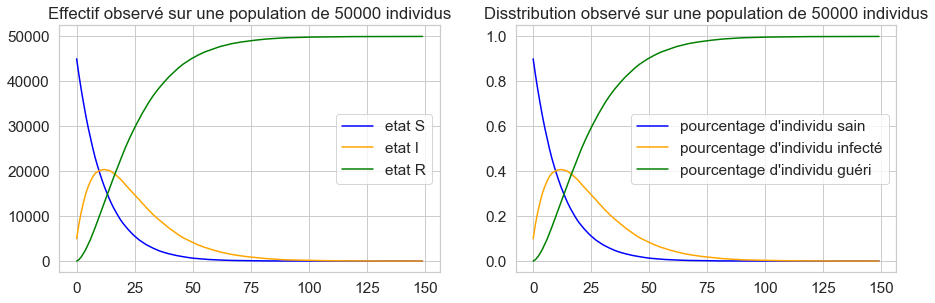 Effectif observé sur une population de 50000 individus
50000
40000
30000
20000
10000
0
0 25 50 75 100 125 150
etat S
etat I
etat R
Disstribution observé sur une population de 50000 individus
1.0
0.8
0.6
0.4
0.2
0.0
0 25 50 75 100 125 150
pourcentage d'individu sain
pourcentage d'individu infecté
pourcentage d'individu guéri